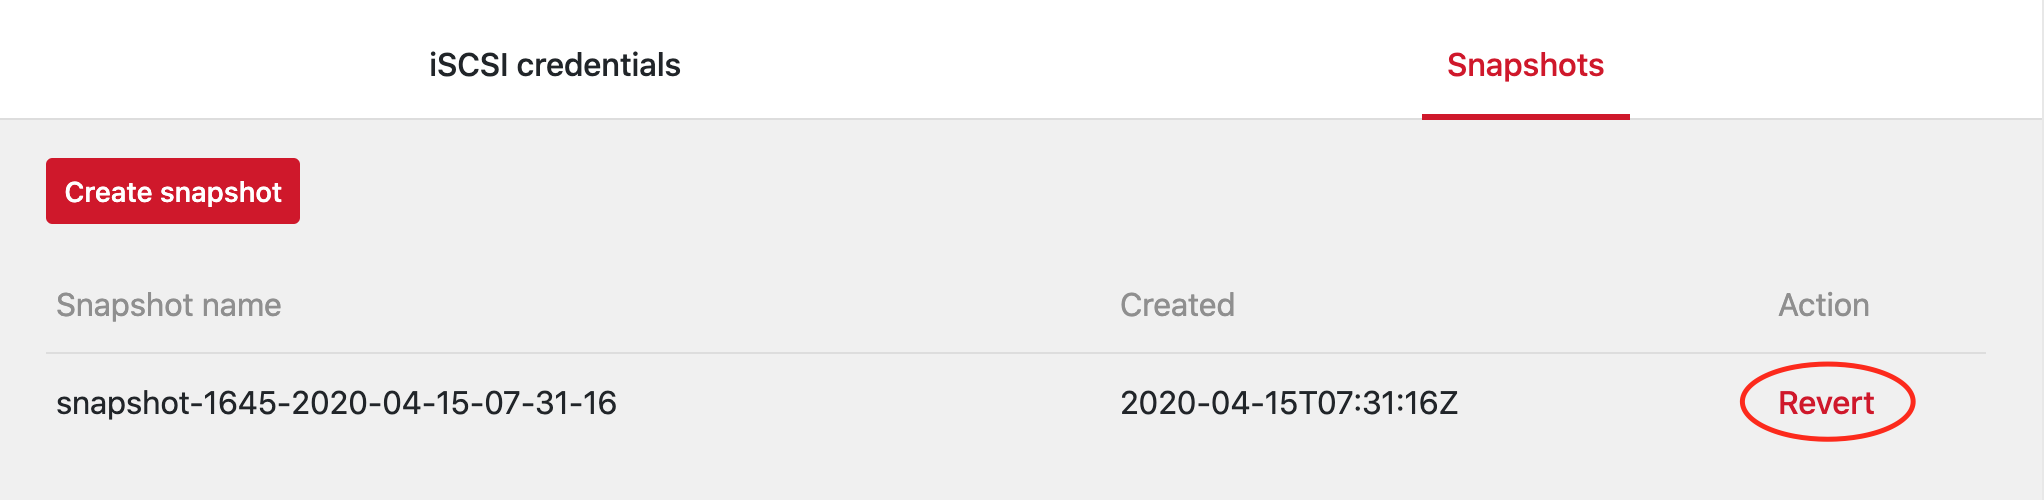 iSCSI credentials Snapshots
Create snapshot
Snapshot name Created Action
snapshot-1645-2020-04-15-07-31-16 2020-04-15T07:31:16Z Revert